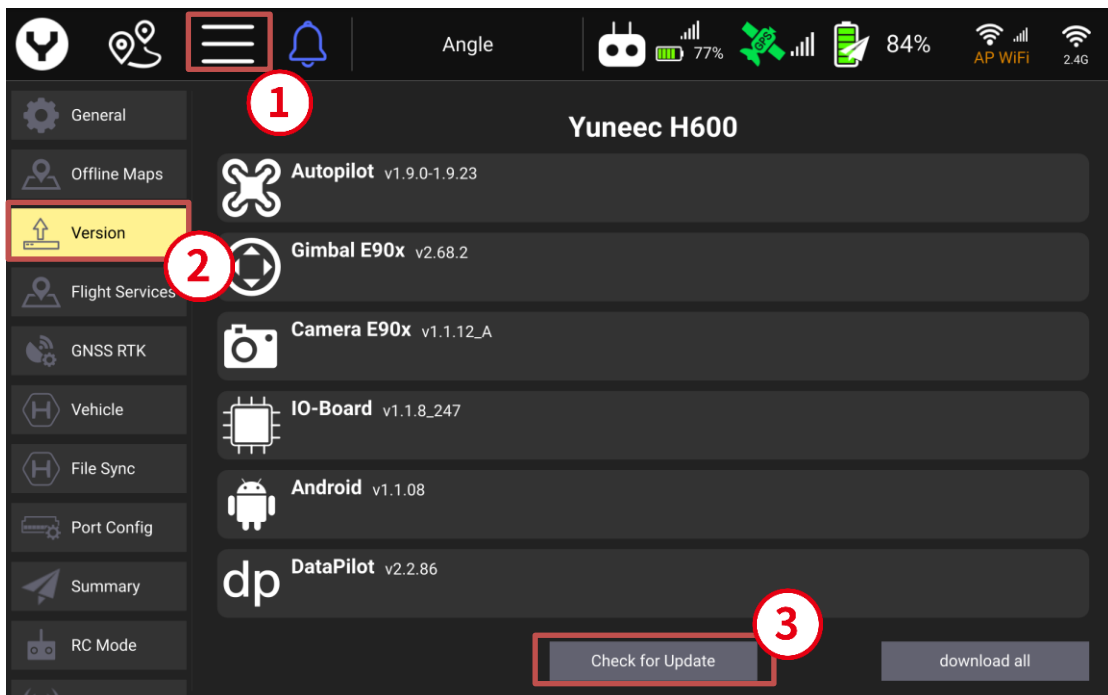 Angle
77%
GPS
84%
AP WiFi
2.4G
1
General
Yuneec H600
Offline Maps
Autopilot v1.9.0-1.9.23
Version
2
Gimbal E90x v2.68.2
Flight Services
Camera E90x v1.1.12_A
GNSS RTK
Vehicle
IO-Board v1.1.8_247
File Sync
Android v1.1.08
Port Config
dp
DataPilot v2.2.86
Summary
3
RC Mode
Check for Update
download all